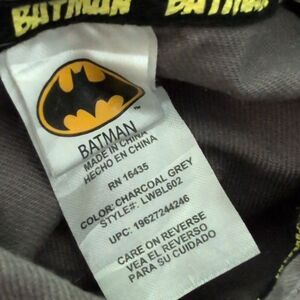 BATMAN BATMAN
BATMAN
MADE IN CHINA
HECHO EN CHINA
RN 16435
COLOR: CHARCOAL GREY
STYLE#: LWBL602
UPC: 19627244246
CARE ON REVERSE
VEA EL REVERSO
PARA SU CUIDADO